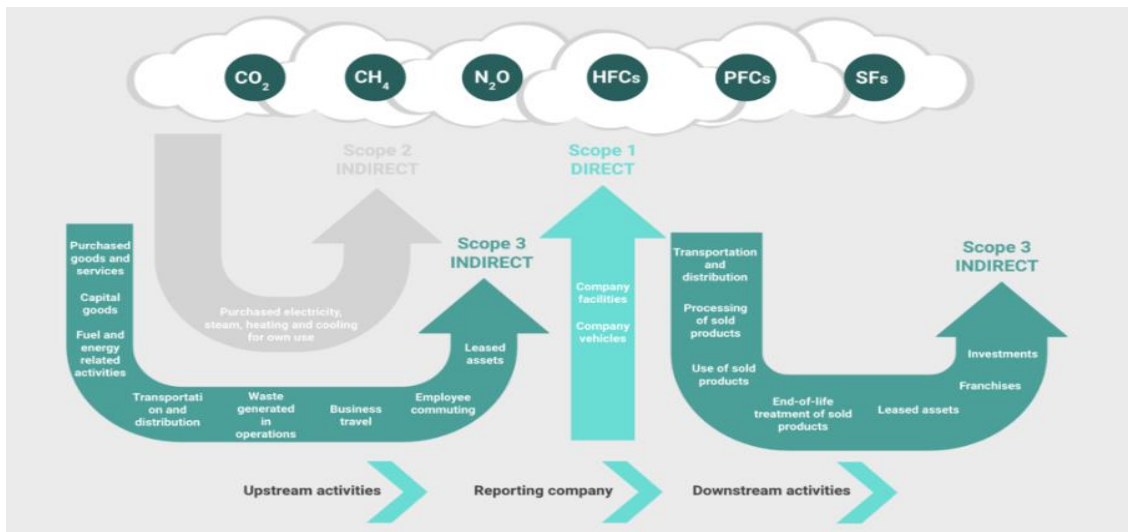 CO₂
CH₄
N₂O
HFCs
PFCs
SFs
Scope 2
INDIRECT
Scope 1
DIRECT
Scope 3
INDIRECT
Scope 3
INDIRECT
Purchased
goods and
services
Capital
goods
Fuel and
energy
related
activities
Transportati
on and
distribution
Waste
generated
in
operations
Business
travel
Employee
commuting
Leased
assets
Purchased electricity,
steam, heating and cooling
for own use
Company
facilities
Company
vehicles
Transportation
and
distribution
Processing
of sold
products
Use of sold
products
End-of-life
treatment of sold
products
Leased assets
Franchises
Investments
Upstream activities
Reporting company
Downstream activities